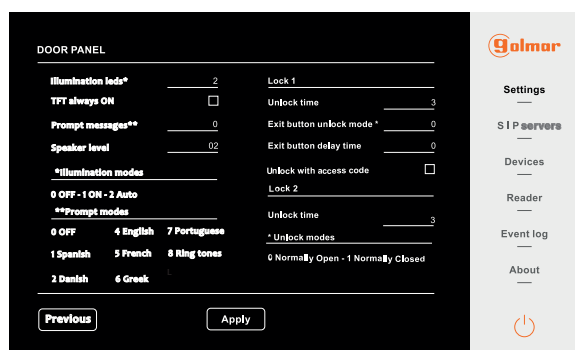 golmar
DOOR PANEL
Illumination leds* 2
TFT always ON
Prompt messages** 0
Speaker level 02
*Illumination modes
0 OFF - 1 ON - 2 Auto
**Prompt modes
0 OFF 4 English 7 Portuguese
1 Spanish 5 French 8 Ring tones
2 Danish 6 Greek
Lock 1
Unlock time 3
Exit button unlock mode * 0
Exit button delay time 0
Unlock with access code
Lock 2
Unlock time 3
* Unlock modes
0 Normally Open - 1 Normally Closed
Previous
Apply
Settings
SIP servers
Devices
Reader
Event log
About